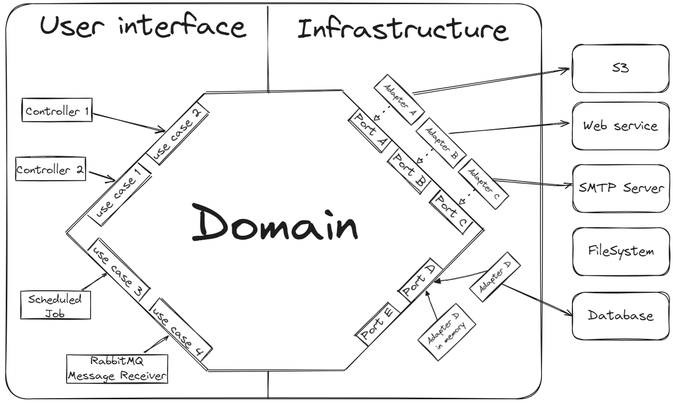 User interface
Infrastructure
Controller 1
use case 2
Controller 2
use case 1
Domain
use case 3
Scheduled
Job
use case 4
RabbitMQ
Message Receiver
Adapter A
Port A
Adapter B
Port B
Adapter C
Port C
Port D
Adapter D
Port E
Adapter D
in memory
S3
Web service
SMTP Server
FileSystem
Database